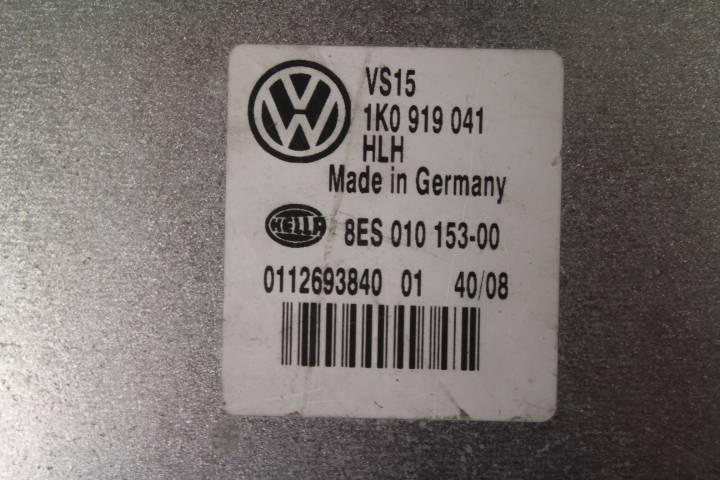 VS15
1K0 919 041
HLH
Made in Germany
HELLA 8ES 010 153-00
0112693840 01 40/08